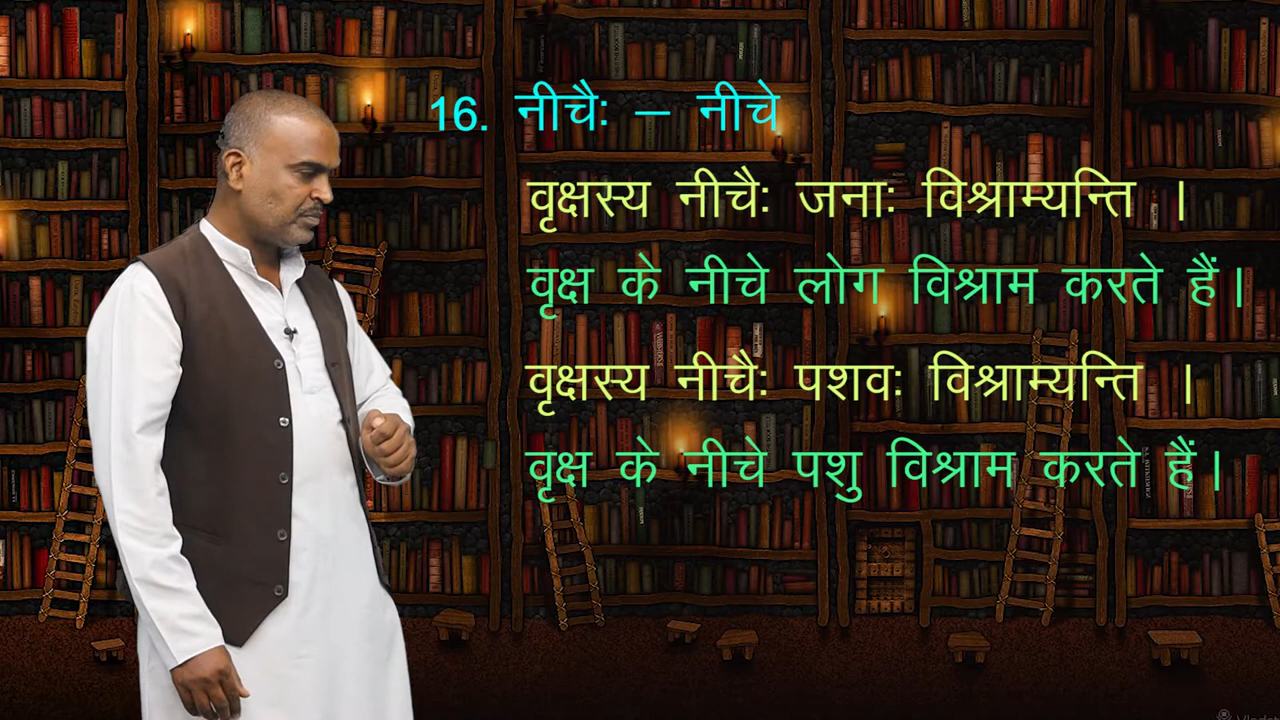 16. नीचैः – नीचे
वृक्षस्य नीचैः जनाः विश्राम्यन्ति ।
वृक्ष के नीचे लोग विश्राम करते हैं।
वृक्षस्य नीचैः पशवः विश्राम्यन्ति ।
वृक्ष के नीचे पशु विश्राम करते हैं।